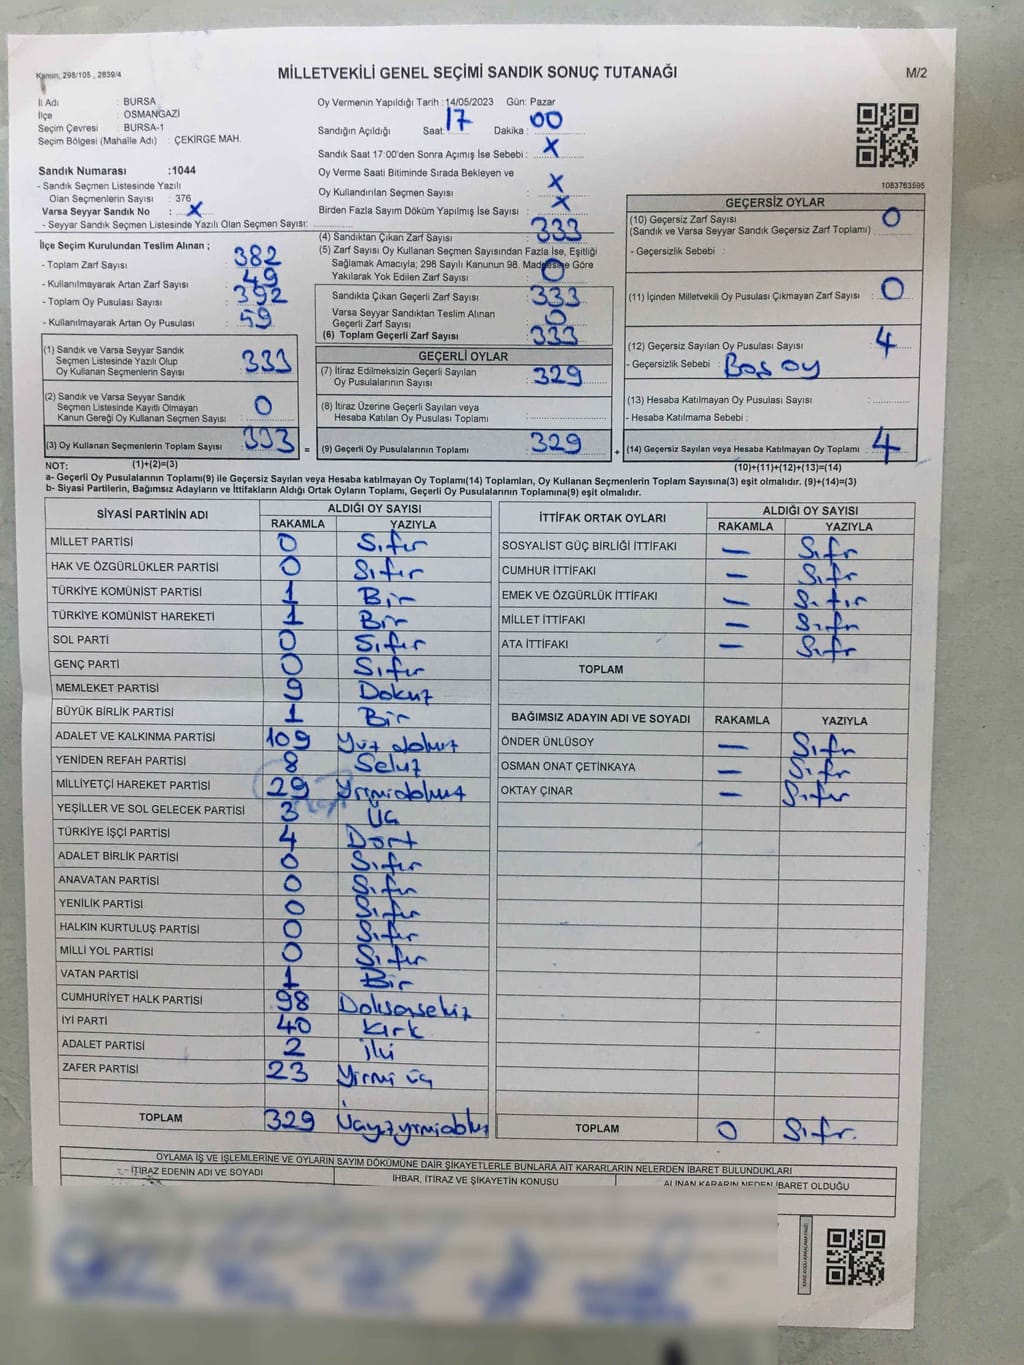 Kanun, 298/105 , 2839/4
MİLLETVEKİLİ GENEL SEÇİMİ SANDIK SONUÇ TUTANAĞI
M/2
İl Adı : BURSA
İlçe : OSMANGAZİ
Seçim Çevresi : BURSA-1
Seçim Bölgesi (Mahalle Adı) : ÇEKİRGE MAH.
Sandık Numarası :1044
- Sandık Seçmen Listesinde Yazılı
Olan Seçmenlerin Sayısı : 376
Varsa Seyyar Sandık No : X
- Seyyar Sandık Seçmen Listesinde Yazılı Olan Seçmen Sayısı:
Oy Vermenin Yapıldığı Tarih :14/05/2023 Gün: Pazar
Sandığın Açıldığı Saat: 17 Dakika : 00
Sandık Saat 17:00'den Sonra Açımış İse Sebebi : X
Oy Verme Saati Bitiminde Sırada Bekleyen ve
Oy Kullandırılan Seçmen Sayısı X
Birden Fazla Sayım Döküm Yapılmış İse Sayısı : X
1083763595
İlçe Seçim Kurulundan Teslim Alınan ;
- Toplam Zarf Sayısı : 382
- Kullanılmayarak Artan Zarf Sayısı : 49
- Toplam Oy Pusulası Sayısı : 392
- Kullanılmayarak Artan Oy Pusulası : 59
(1) Sandık ve Varsa Seyyar Sandık
Seçmen Listesinde Yazılı Olup
Oy Kullanan Seçmenlerin Sayısı : 333
(2) Sandık ve Varsa Seyyar Sandık
Seçmen Listesinde Kayıtlı Olmayan
Kanun Gereği Oy Kullanan Seçmen Sayısı : 0
(3) Oy Kullanan Seçmenlerin Toplam Sayısı : 333
(1)+(2)=(3)
(4) Sandıktan Çıkan Zarf Sayısı : 333
(5) Zarf Sayısı Oy Kullanan Seçmen Sayısından Fazla İse, Eşitliği
Sağlamak Amacıyla; 298 Sayılı Kanunun 98. Maddesine Göre
Yakılarak Yok Edilen Zarf Sayısı : 0
Sandıkta Çıkan Geçerli Zarf Sayısı : 333
Varsa Seyyar Sandıktan Teslim Alınan
Geçerli Zarf Sayısı : 0
(6) Toplam Geçerli Zarf Sayısı : 333
GEÇERLİ OYLAR
(7) İtiraz Edilmeksizin Geçerli Sayılan
Oy Pusulalarının Sayısı : 329
(8) İtiraz Üzerine Geçerli Sayılan veya
Hesaba Katılan Oy Pusulası Toplamı :
= (9) Geçerli Oy Pusulalarının Toplamı : 329
GEÇERSİZ OYLAR
(10) Geçersiz Zarf Sayısı
(Sandık ve Varsa Seyyar Sandık Geçersiz Zarf Toplamı) : 0
- Geçersizlik Sebebi :
(11) İçinden Milletvekili Oy Pusulası Çıkmayan Zarf Sayısı : 0
(12) Geçersiz Sayılan Oy Pusulası Sayısı : 4
- Geçersizlik Sebebi : Boş oy
(13) Hesaba Katılmayan Oy Pusulası Sayısı :
- Hesaba Katılmama Sebebi :
+ (14) Geçersiz Sayılan veya Hesaba Katılmayan Oy Toplamı : 4
(10)+(11)+(12)+(13)=(14)
NOT:
a- Geçerli Oy Pusulalarının Toplamı(9) ile Geçersiz Sayılan veya Hesaba katılmayan Oy Toplamı(14) Toplamları, Oy Kullanan Seçmenlerin Toplam Sayısına(3) eşit olmalıdır. (9)+(14)=(3)
b- Siyasi Partilerin, Bağımsız Adayların ve İttifakların Aldığı Ortak Oyların Toplamı, Geçerli Oy Pusulalarının Toplamına(9) eşit olmalıdır.
SİYASİ PARTİNİN ADI ALDIĞI OY SAYISI
RAKAMLA YAZIYLA
MİLLET PARTİSİ 0 Sıfır
HAK VE ÖZGÜRLÜKLER PARTİSİ 0 Sıfır
TÜRKİYE KOMÜNİST PARTİSİ 1 Bir
TÜRKİYE KOMÜNİST HAREKETİ 1 Bir
SOL PARTİ 0 Sıfır
GENÇ PARTİ 0 Sıfır
MEMLEKET PARTİSİ 9 Dokuz
BÜYÜK BİRLİK PARTİSİ 1 Bir
ADALET VE KALKINMA PARTİSİ 109 Yüz dokuz
YENİDEN REFAH PARTİSİ 8 Sekiz
MİLLİYETÇİ HAREKET PARTİSİ 29 Yirmidokuz
YEŞİLLER VE SOL GELECEK PARTİSİ 3 Üç
TÜRKİYE İŞÇİ PARTİSİ 4 Dört
ADALET BİRLİK PARTİSİ 0 Sıfır
ANAVATAN PARTİSİ 0 Sıfır
YENİLİK PARTİSİ 0 Sıfır
HALKIN KURTULUŞ PARTİSİ 0 Sıfır
MİLLİ YOL PARTİSİ 0 Sıfır
VATAN PARTİSİ 1 Bir
CUMHURİYET HALK PARTİSİ 98 Doksansekiz
İYİ PARTİ 40 Kırk
ADALET PARTİSİ 2 iki
ZAFER PARTİSİ 23 Yirmi üç
TOPLAM 329 Üçyüzyirmidokuz
İTTİFAK ORTAK OYLARI ALDIĞI OY SAYISI
RAKAMLA YAZIYLA
SOSYALİST GÜÇ BİRLİĞİ İTTİFAKI — Sıfır
CUMHUR İTTİFAKI — Sıfır
EMEK VE ÖZGÜRLÜK İTTİFAKI — Sıfır
MİLLET İTTİFAKI — Sıfır
ATA İTTİFAKI — Sıfır
TOPLAM
BAĞIMSIZ ADAYIN ADI VE SOYADI RAKAMLA YAZIYLA
ÖNDER ÜNLÜSOY — Sıfır
OSMAN ONAT ÇETİNKAYA — Sıfır
OKTAY ÇINAR — Sıfır
TOPLAM 0 Sıfır.
OYLAMA İŞ VE İŞLEMLERİNE VE OYLARIN SAYIM DÖKÜMÜNE DAİR ŞİKAYETLERLE BUNLARA AİT KARARLARIN NELERDEN İBARET BULUNDUKLARI
İTİRAZ EDENİN ADI VE SOYADI İHBAR, İTİRAZ VE ŞİKAYETİN KONUSU ALINAN KARARIN NEDEN İBARET OLDUĞU